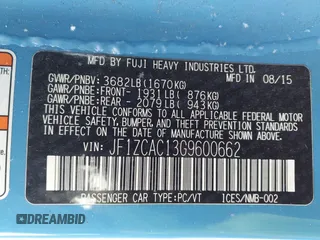 MFD BY FUJI HEAVY INDUSTRIES LTD.
GVWR/PNBV: 3682LB(1670KG) IN 08/15
GAWR/PNBE:FRONT- 1931LB( 876KG)
GAWR/PNBE:REAR - 2079LB( 943KG)
THIS VEHICLE CONFORMS TO ALL APPLICABLE FEDERAL MOTOR
VEHICLE SAFETY, BUMPER, AND THEFT PREVENTION
STANDARDS IN EFFECT ON THE DATE OF
MANUFACTURE SHOWN ABOVE.
VIN: JF1ZCAC13G9600662
PASSENGER CAR TYPE:PC/VT ICES/NMB-002
DREAMBID